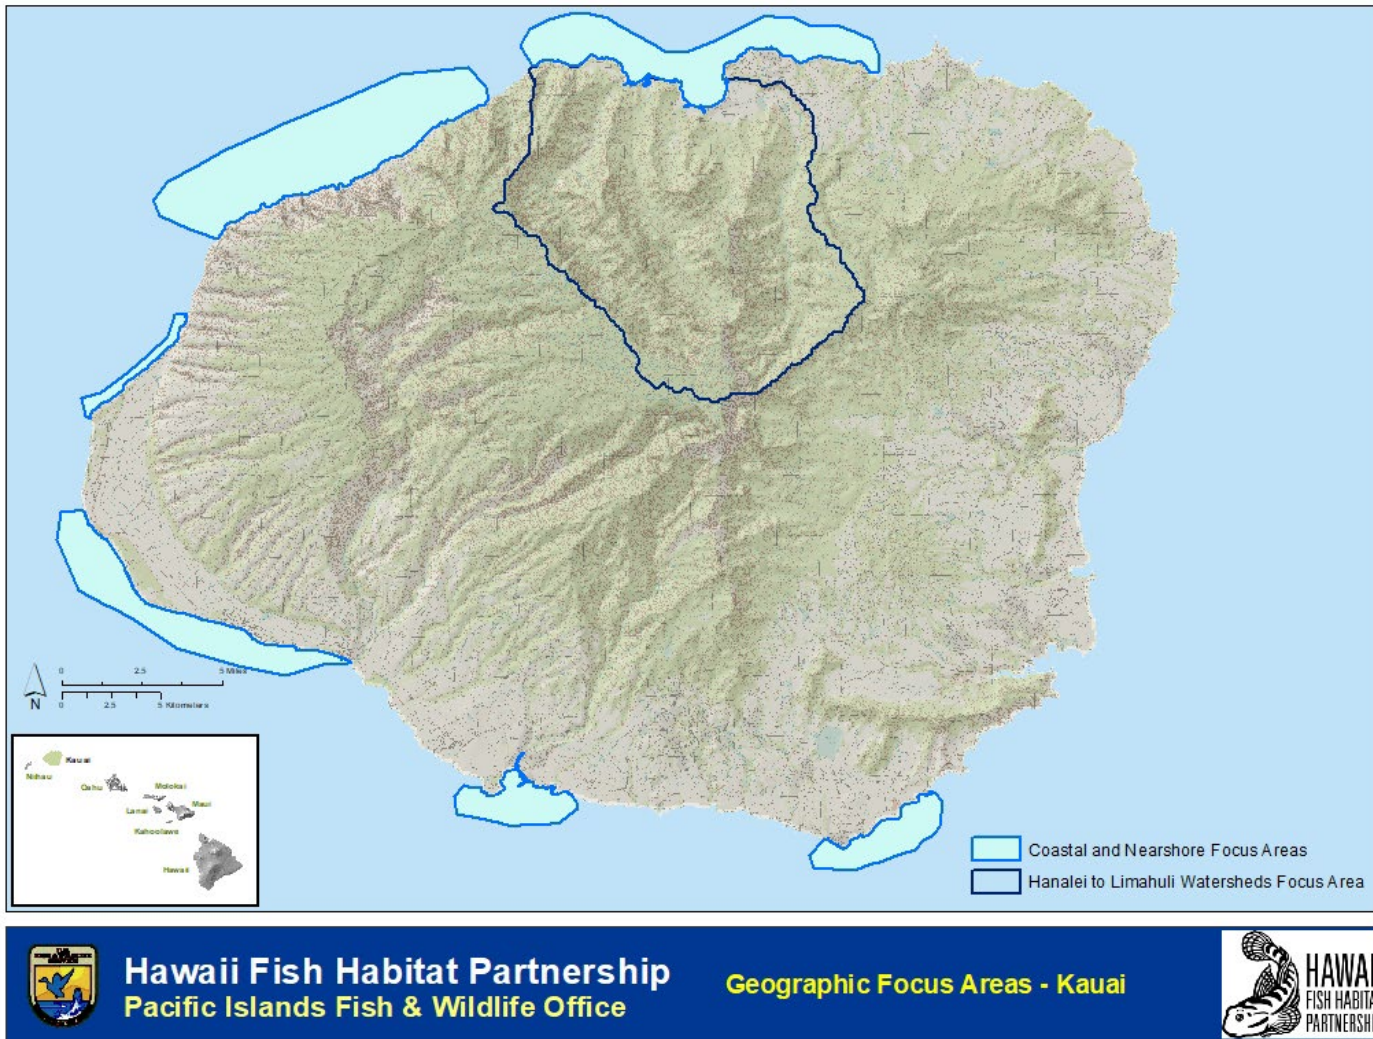 0 2.5 5 Miles
N
0 2.5 5 Kilometers
Kauai
Niihau
Oahu
Molokai
Lanai
Maui
Kahoolawe
Hawaii
Coastal and Nearshore Focus Areas
Hanalei to Limahuli Watersheds Focus Area
Hawaii Fish Habitat Partnership
Pacific Islands Fish & Wildlife Office
Geographic Focus Areas - Kauai
HAWAI
FISH HABITA
PARTNERSHI